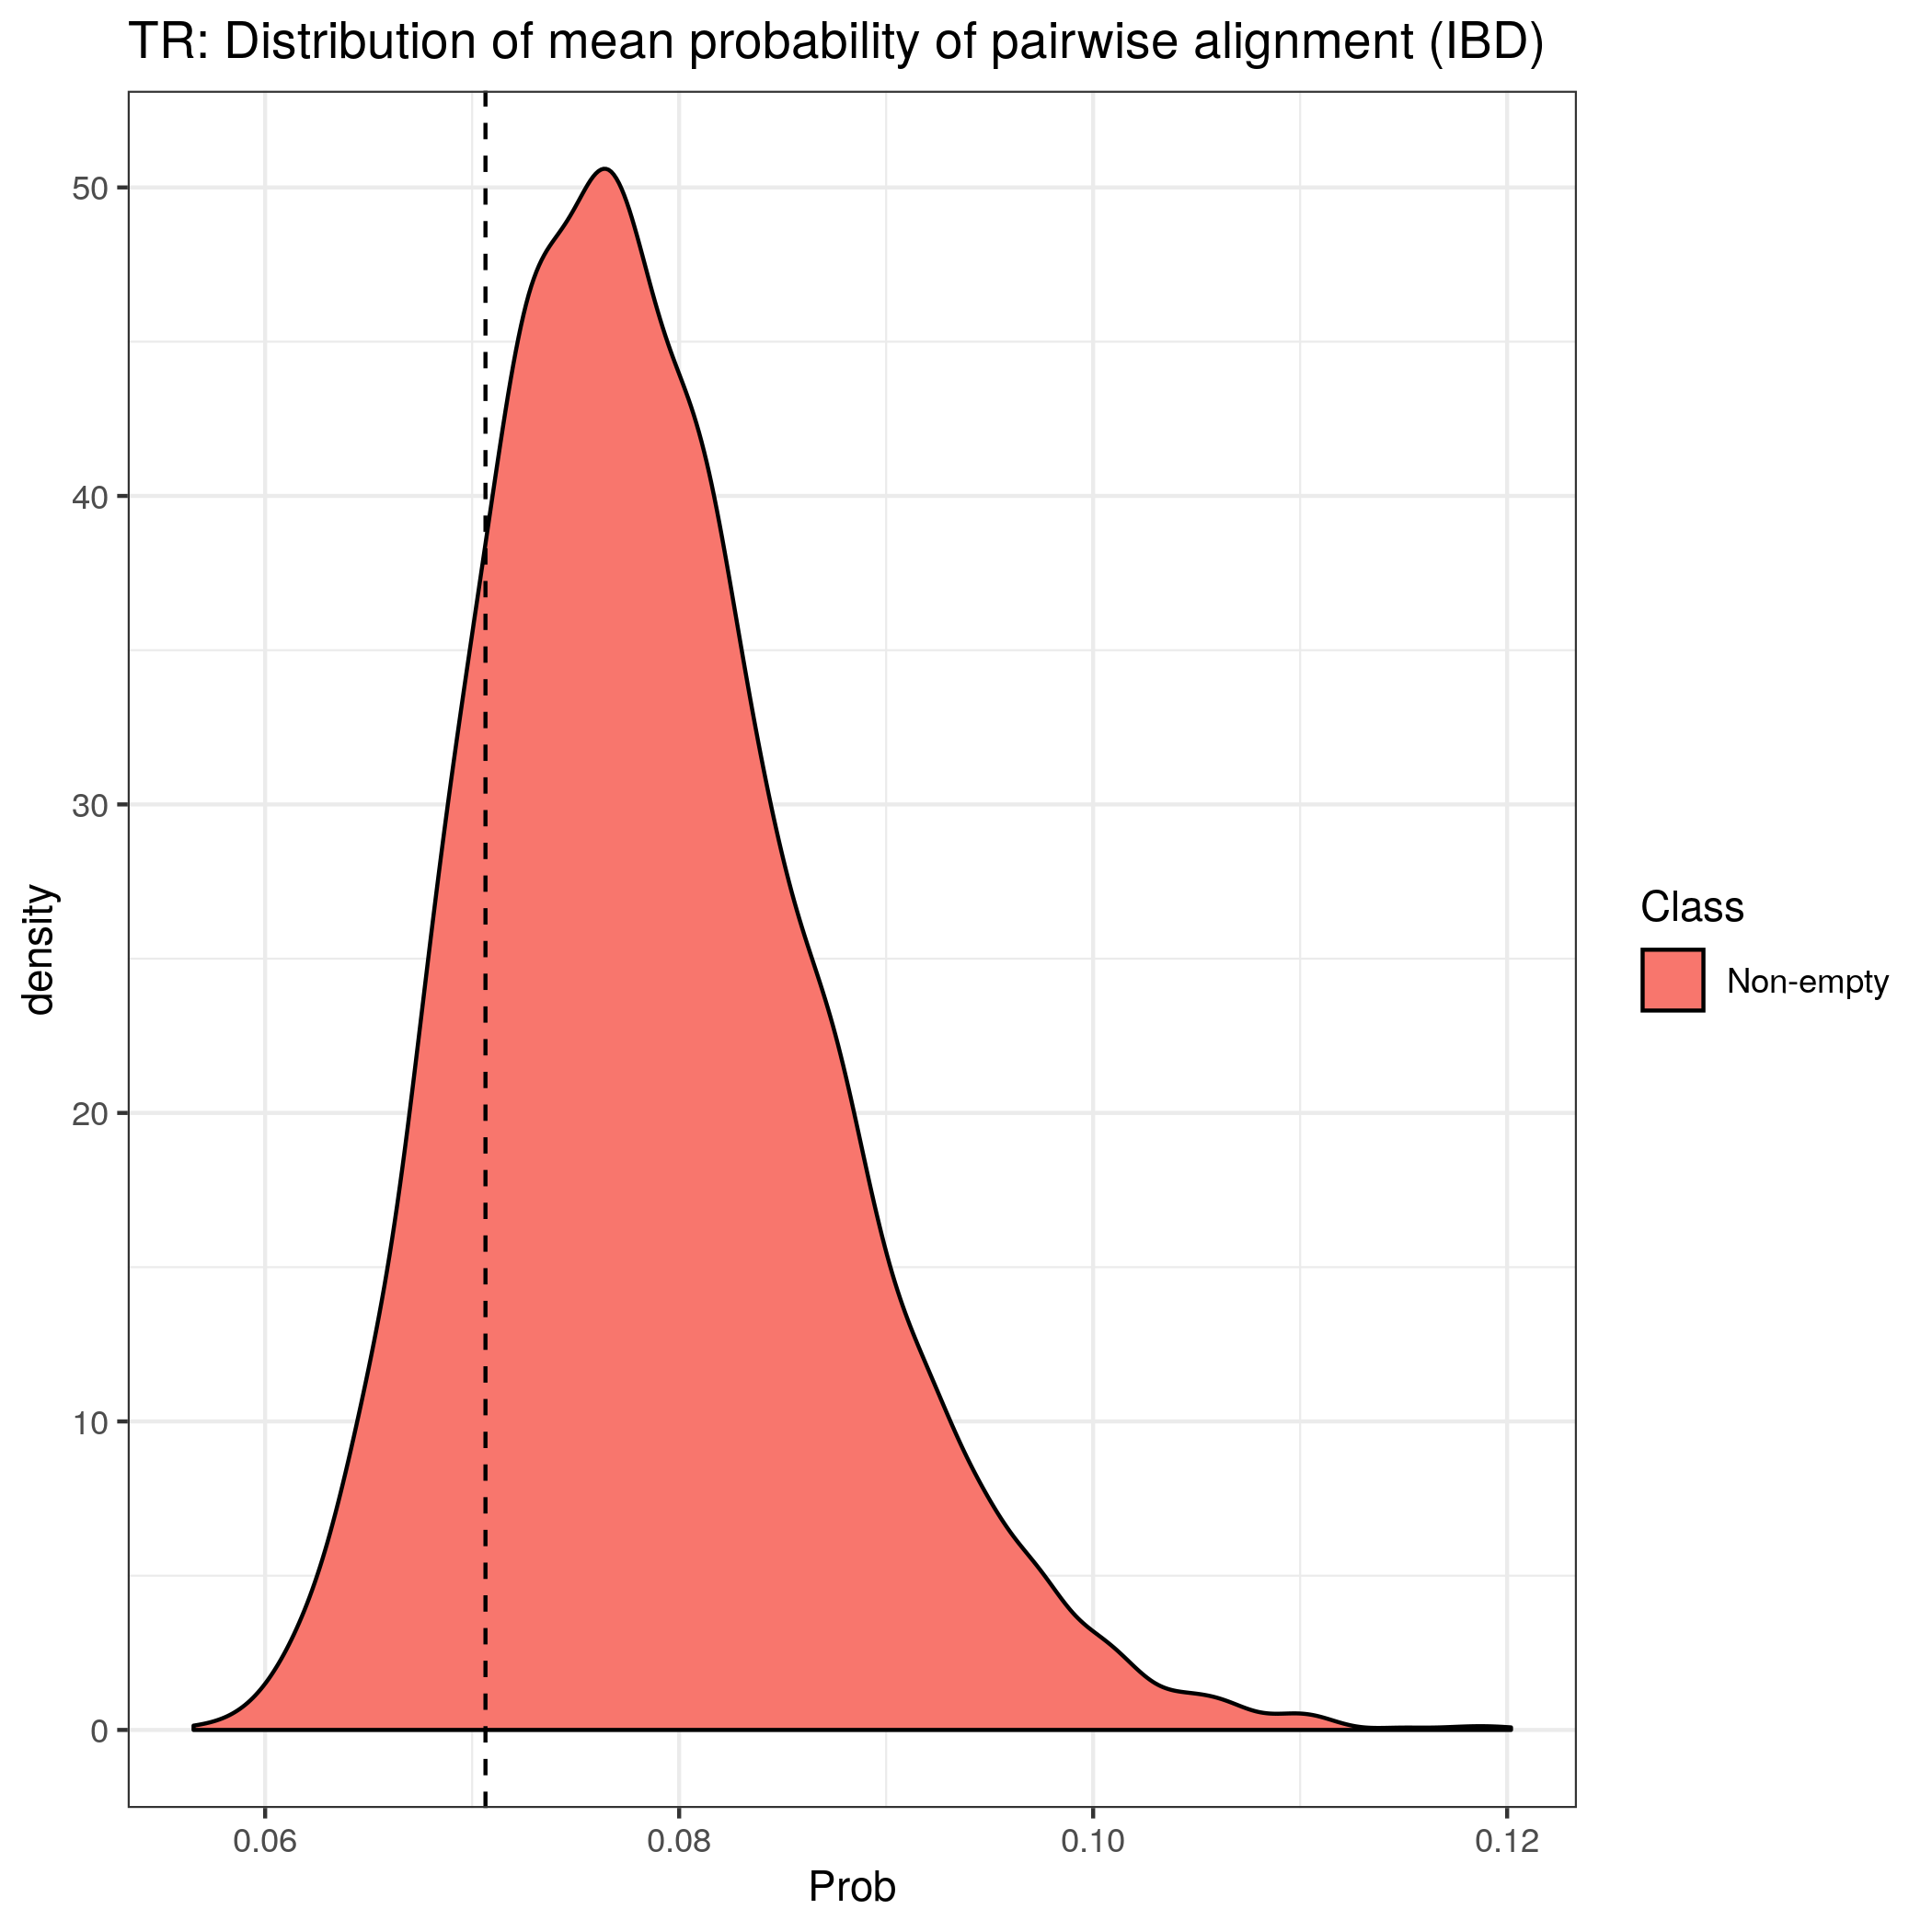 TR: Distribution of mean probability of pairwise alignment (IBD)
50
40
30
20
10
0
density
0.06
0.08
0.10
0.12
Prob
Class
Non-empty